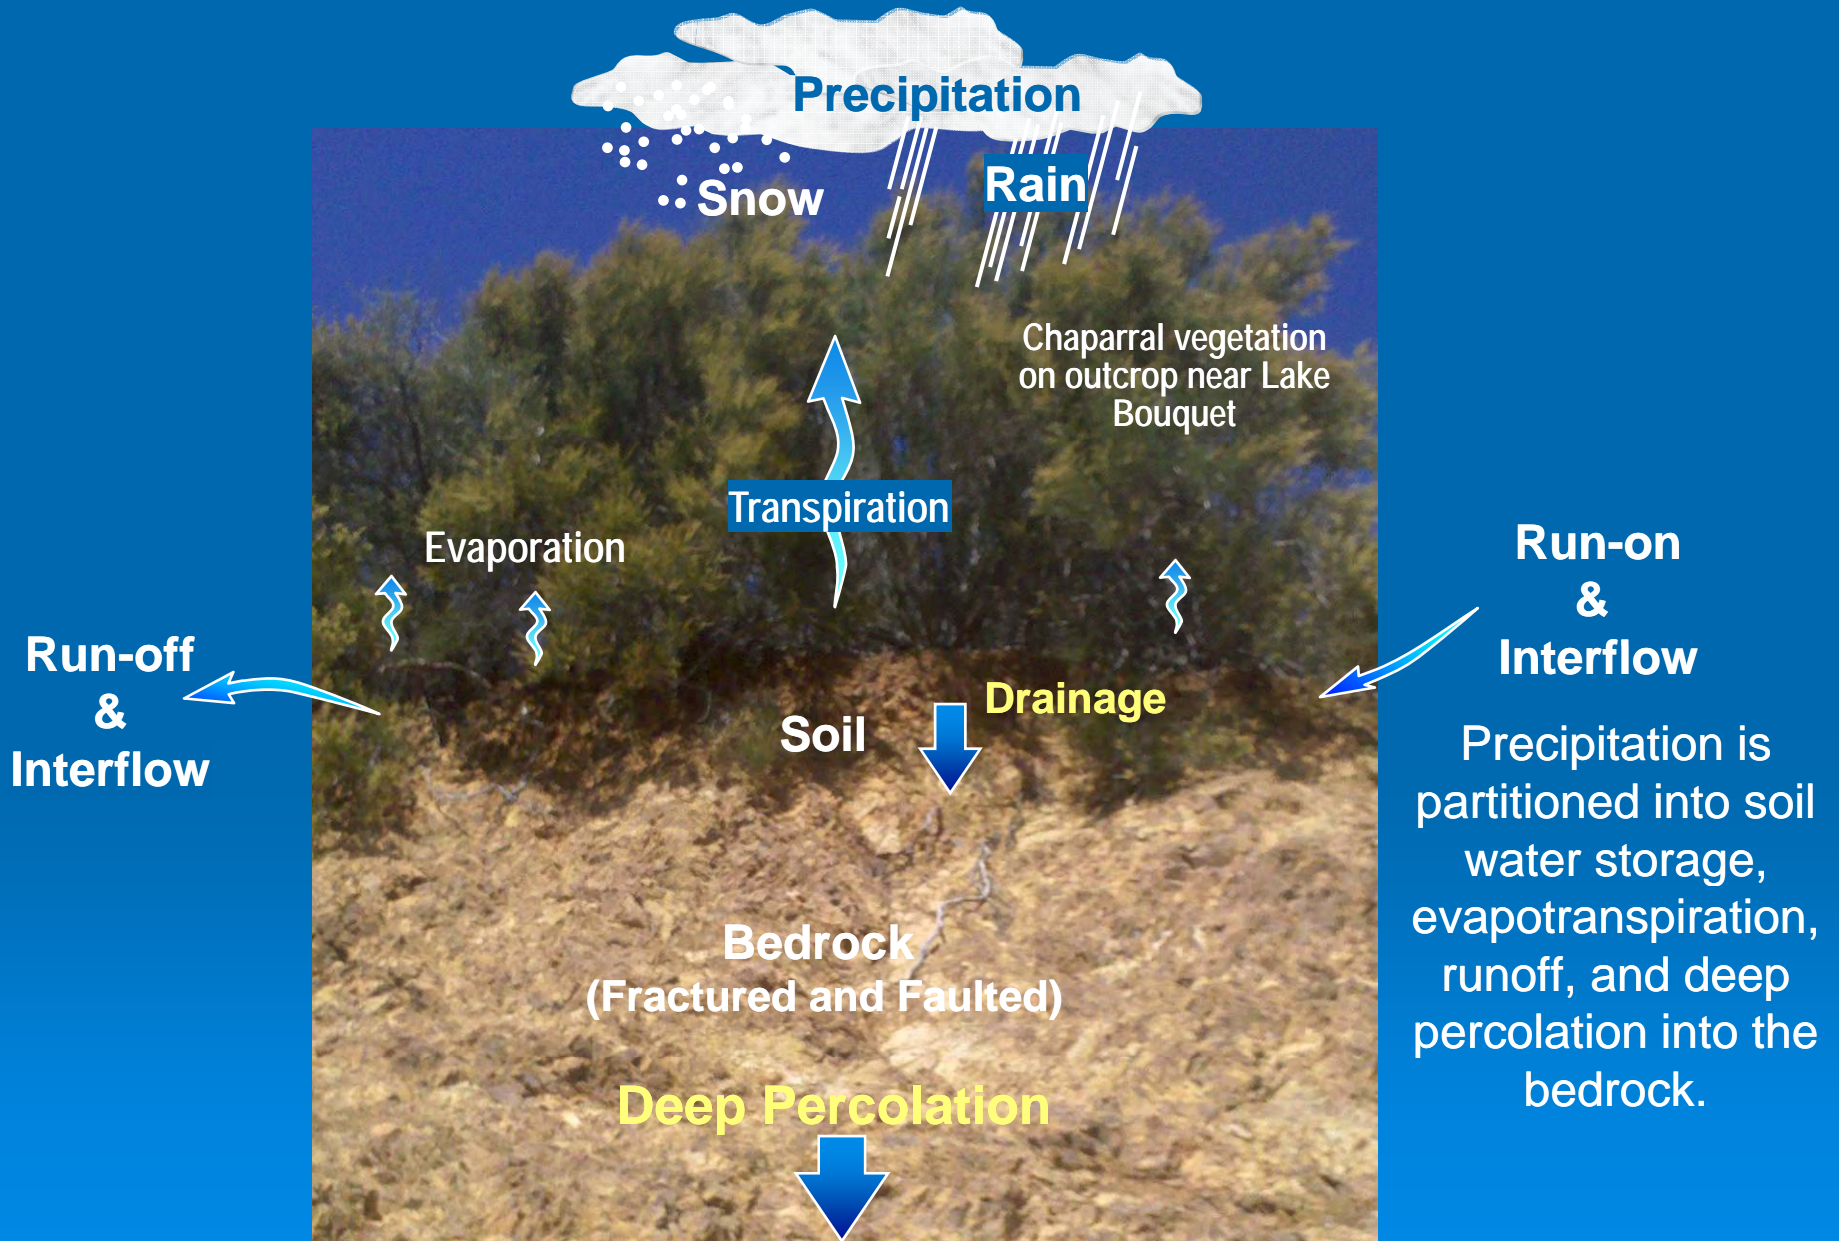 Precipitation
Snow
Rain
Chaparral vegetation
on outcrop near Lake
Bouquet
Transpiration
Evaporation
Run-on
&
Interflow
Run-off
&
Interflow
Drainage
Soil
Precipitation is
partitioned into soil
water storage,
evapotranspiration,
runoff, and deep
percolation into the
bedrock.
Bedrock
(Fractured and Faulted)
Deep Percolation